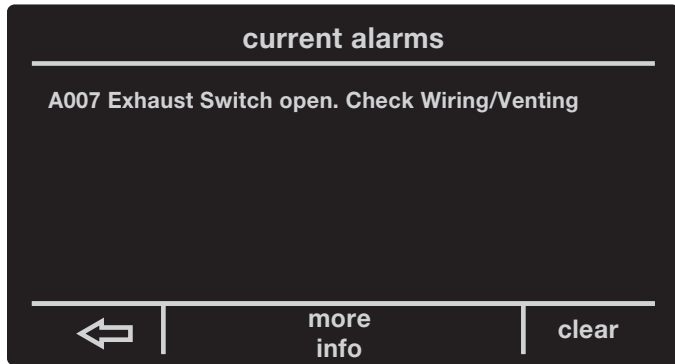 current alarms
A007 Exhaust Switch open. Check Wiring/Venting
more
info
clear